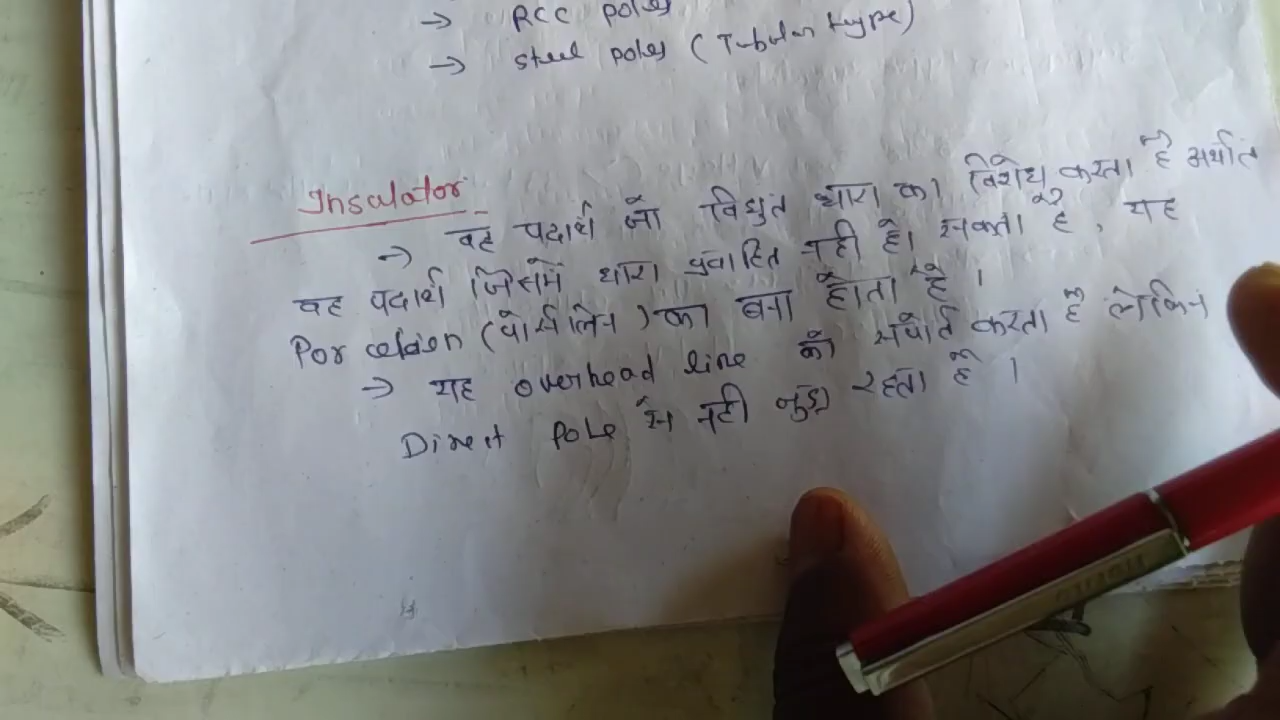 → RCC poles
→ steel poles (Tubular type)
Insulator
→ वह पदार्थ जो विधुत धारा का विरोध करता है अर्थात
वह पदार्थ जिसमें धारा प्रवाहित नही हो सकता है, यह
Porcelain (पोर्सलिन) का बना होता है।
→ यह overhead line को सपोर्ट करता है लेकिन
Direct pole से नही जुड़ा रहता है।